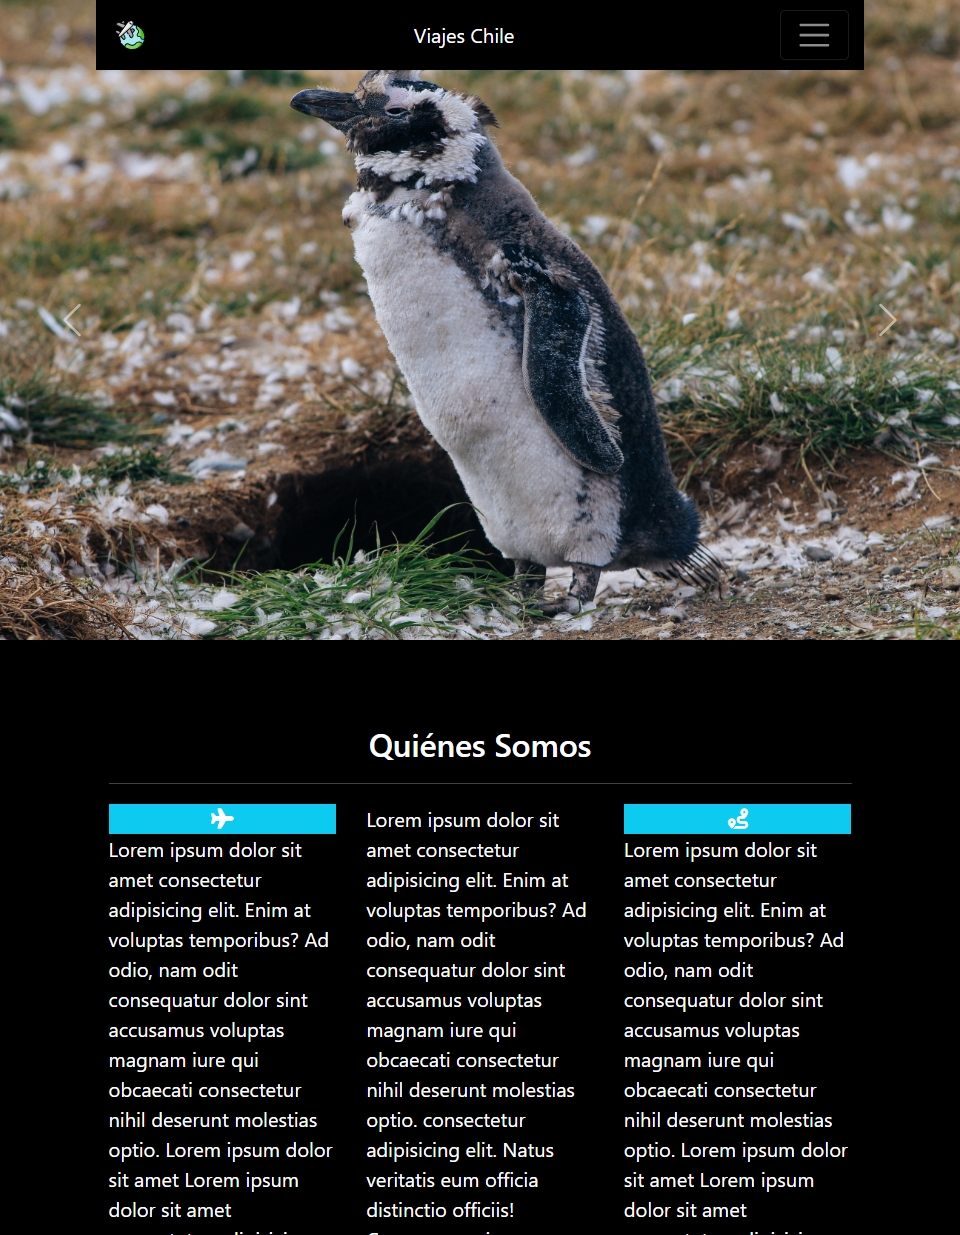 Viajes Chile
Quiénes Somos
Lorem ipsum dolor sit
amet consectetur
adipisicing elit. Enim at
voluptas temporibus? Ad
odio, nam odit
consequatur dolor sint
accusamus voluptas
magnam iure qui
obcaecati consectetur
nihil deserunt molestias
optio. Lorem ipsum dolor
sit amet Lorem ipsum
dolor sit amet
Lorem ipsum dolor sit
amet consectetur
adipisicing elit. Enim at
voluptas temporibus? Ad
odio, nam odit
consequatur dolor sint
accusamus voluptas
magnam iure qui
obcaecati consectetur
nihil deserunt molestias
optio. consectetur
adipisicing elit. Natus
veritatis eum officia
distinctio officiis!
Lorem ipsum dolor sit
amet consectetur
adipisicing elit. Enim at
voluptas temporibus? Ad
odio, nam odit
consequatur dolor sint
accusamus voluptas
magnam iure qui
obcaecati consectetur
nihil deserunt molestias
optio. Lorem ipsum dolor
sit amet Lorem ipsum
dolor sit amet